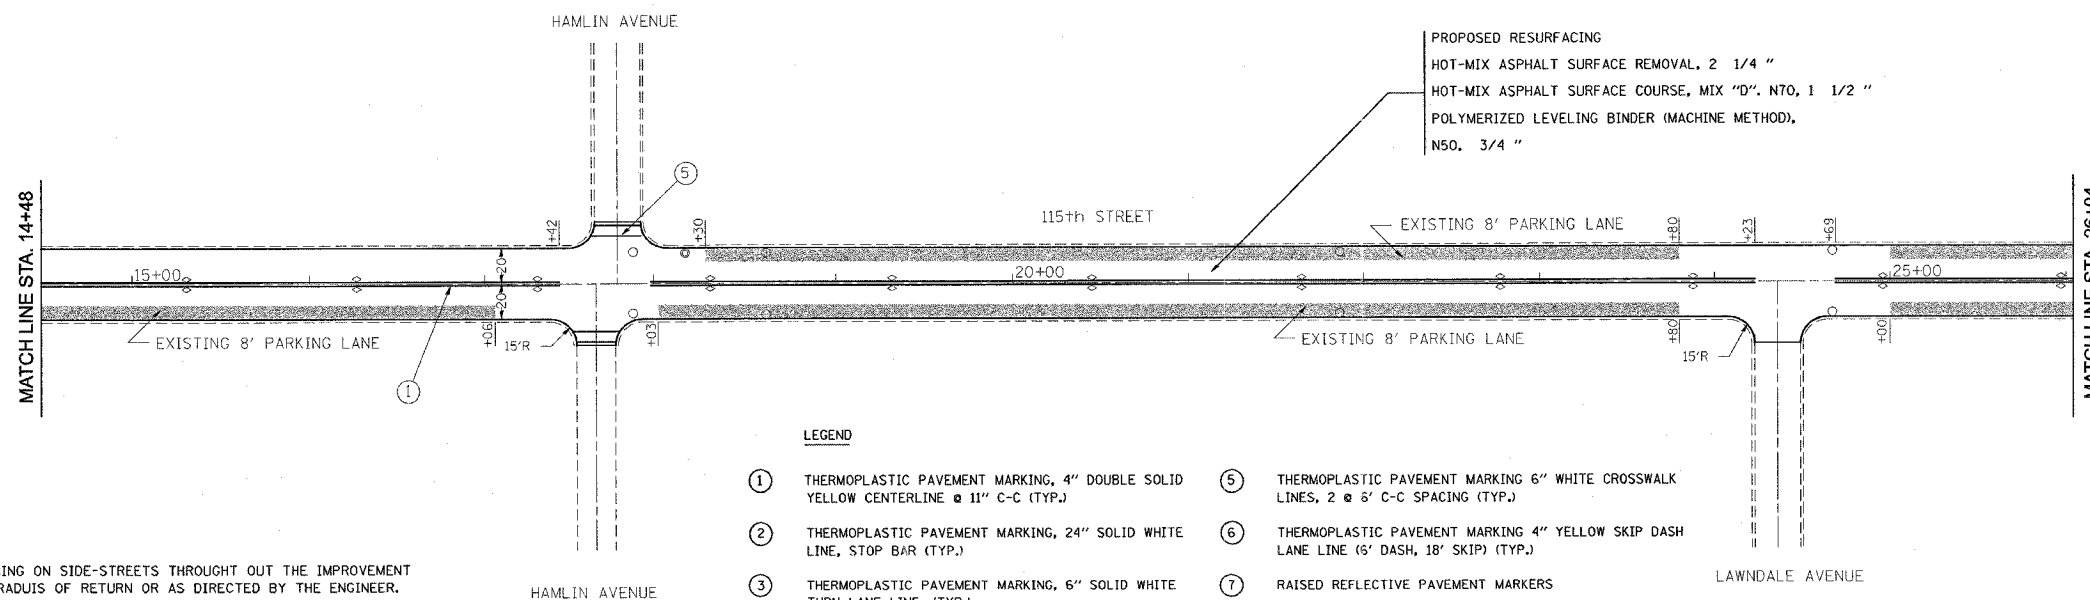 HAMLIN AVENUE
PROPOSED RESURFACING
HOT-MIX ASPHALT SURFACE REMOVAL, 2 1/4 "
HOT-MIX ASPHALT SURFACE COURSE, MIX "D". N70, 1 1/2 "
POLYMERIZED LEVELING BINDER (MACHINE METHOD),
N50, 3/4 "
5
115th STREET
MATCH LINE STA. 14+48
+42
+30
EXISTING 8' PARKING LANE
+80
+23
+69
15+00
20
20+00
25+00
20
EXISTING 8' PARKING LANE
+06
15'R
+03
EXISTING 8' PARKING LANE
+80
15'R
+00
1
LEGEND
1 THERMOPLASTIC PAVEMENT MARKING, 4" DOUBLE SOLID
YELLOW CENTERLINE @ 11" C-C (TYP.)
2 THERMOPLASTIC PAVEMENT MARKING, 24" SOLID WHITE
LINE, STOP BAR (TYP.)
3 THERMOPLASTIC PAVEMENT MARKING, 6" SOLID WHITE
5 THERMOPLASTIC PAVEMENT MARKING 6" WHITE CROSSWALK
LINES, 2 @ 6' C-C SPACING (TYP.)
6 THERMOPLASTIC PAVEMENT MARKING 4" YELLOW SKIP DASH
LANE LINE (6' DASH, 18' SKIP) (TYP.)
7 RAISED REFLECTIVE PAVEMENT MARKERS
ING ON SIDE-STREETS THROUGHT OUT THE IMPROVEMENT
RADUIS OF RETURN OR AS DIRECTED BY THE ENGINEER.
HAMLIN AVENUE
LAWNDALE AVENUE